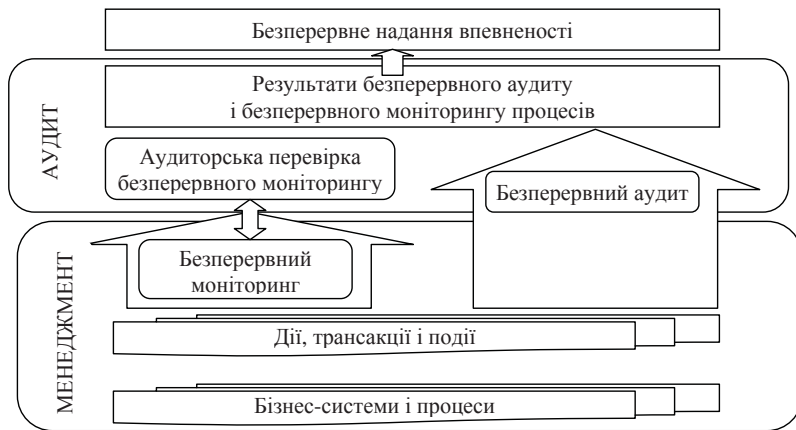 Безперервне надання впевненості
АУДИТ
Результати безперервного аудиту
і безперервного моніторингу процесів
Аудиторська перевірка
безперервного моніторингу
Безперервний аудит
МЕНЕДЖМЕНТ
Безперервний
моніторинг
Дії, трансакції і події
Бізнес-системи і процеси